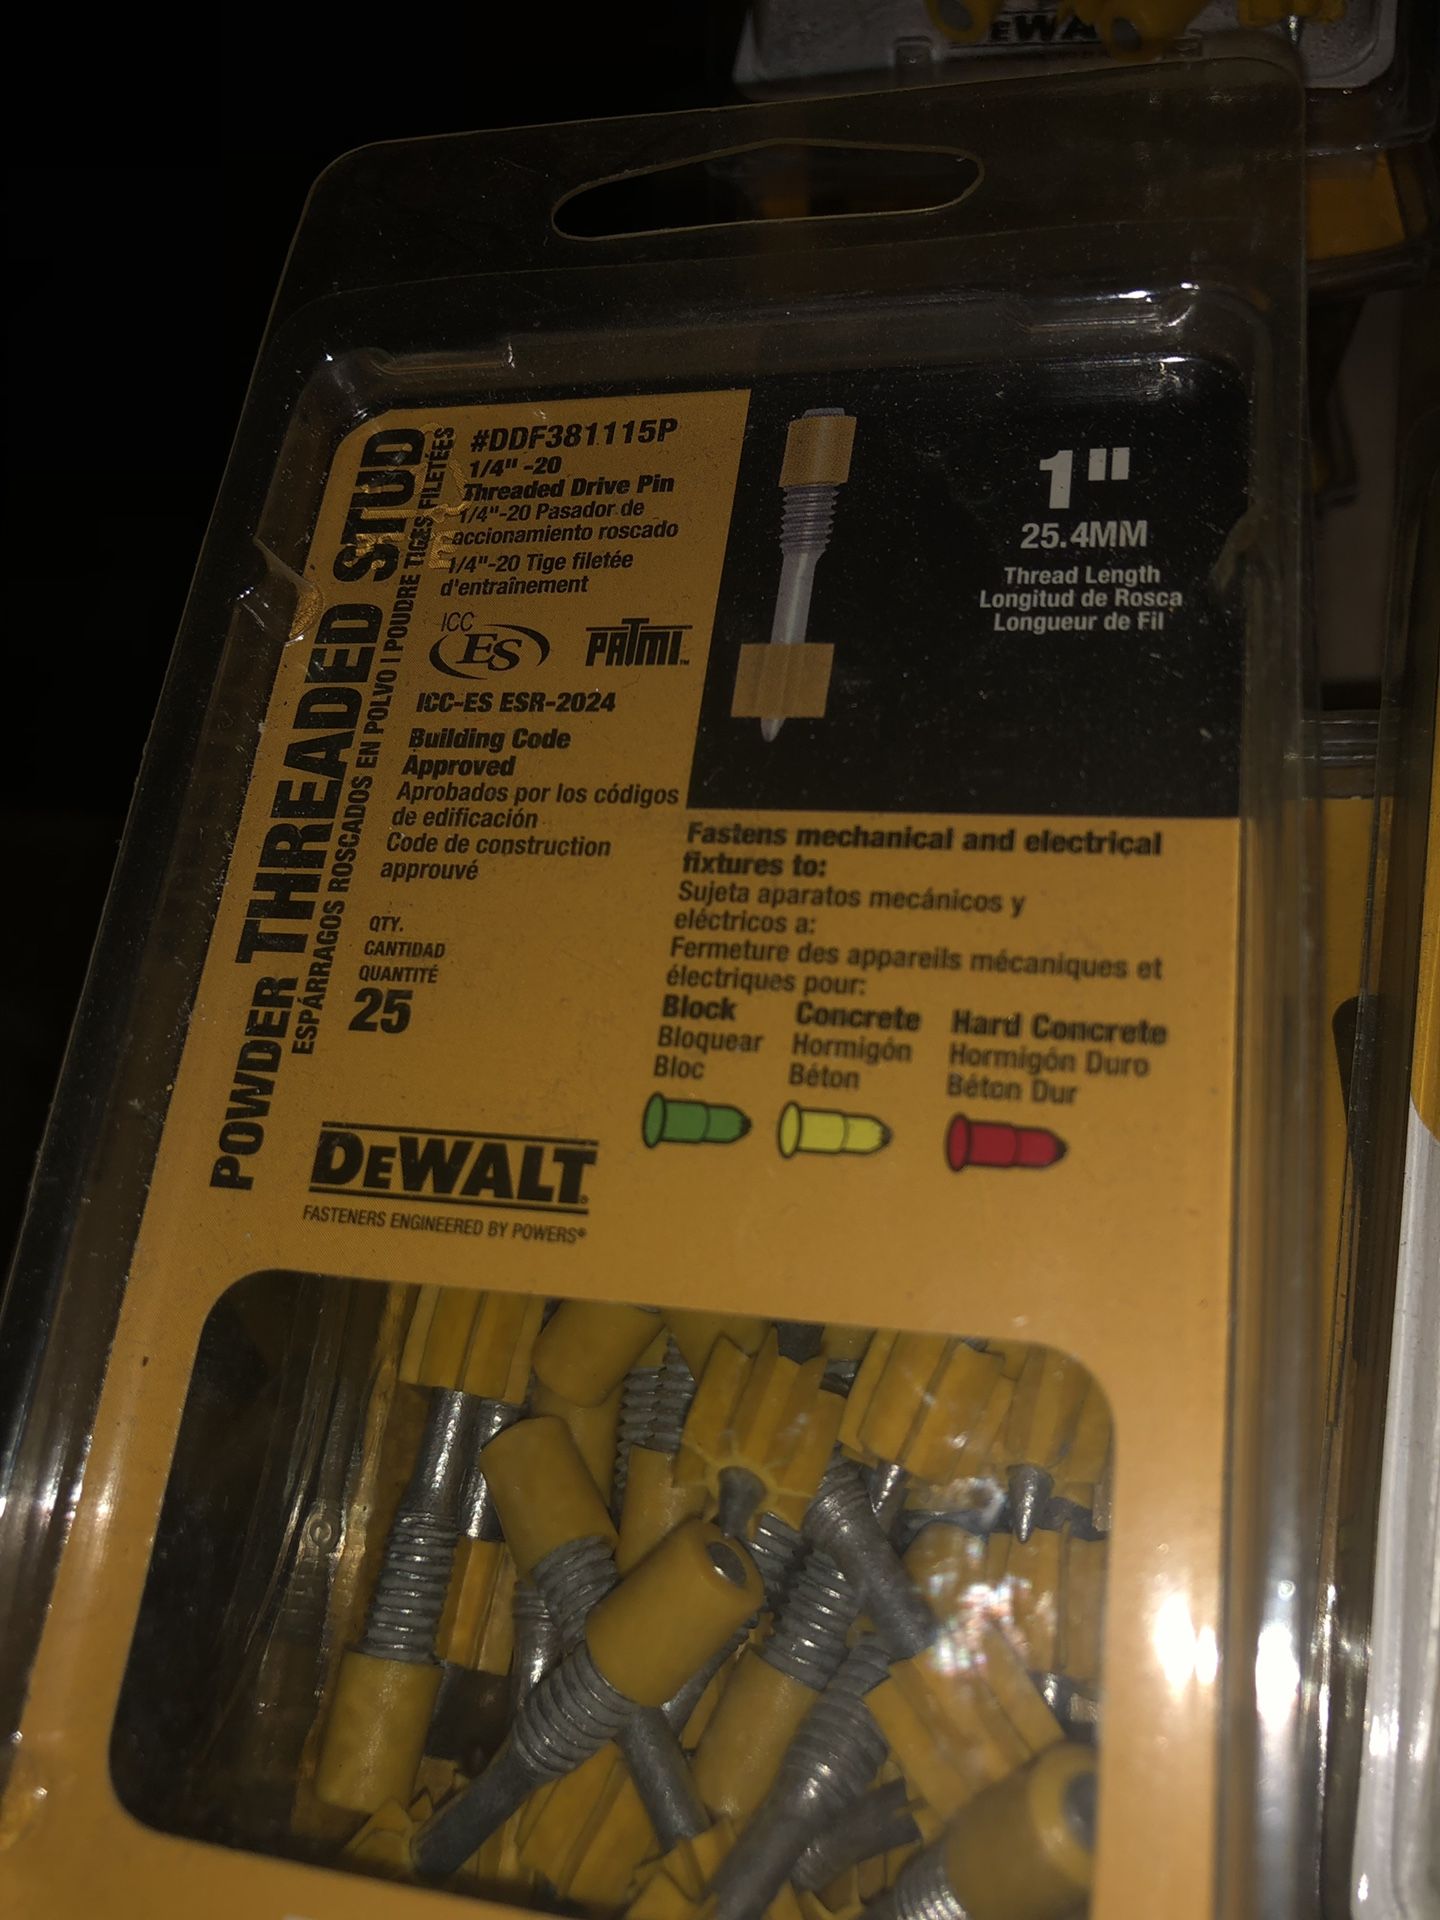 EWA
#DDF381115P
1/4" -20
Threaded Drive Pin
1/4"-20 Pasador de
accionamiento roscado
1/4"-20 Tige filetée
d'entraînement
POWDER THREADED STUD
ESPÁRRAGOS ROSCADOS EN POLVO I POUDRE TIGES FILETÉES
ICC
ES
PATMI™
ICC-ES ESR-2024
Building Code
Approved
Aprobados por los códigos
de edificación
Code de construction
approuvé
QTY.
CANTIDAD
QUANTITÉ
25
1"
25.4MM
Thread Length
Longitud de Rosca
Longueur de Fil
Fastens mechanical and electrical
fixtures to:
Sujeta aparatos mecánicos y
eléctricos a:
Fermeture des appareils mécaniques et
électriques pour:
Block Concrete Hard Concrete
Bloquear Hormigón Hormigón Duro
Bloc Béton Béton Dur
DEWALT®
FASTENERS ENGINEERED BY POWERS®